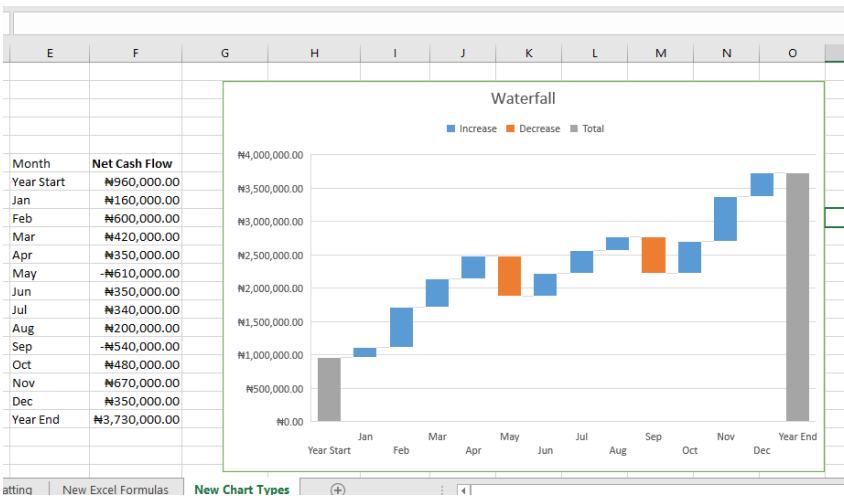 E F G H I J K L M N O
Waterfall
Increase Decrease Total
Month Net Cash Flow
Year Start ₦960,000.00
Jan ₦160,000.00
Feb ₦600,000.00
Mar ₦420,000.00
Apr ₦350,000.00
May -₦610,000.00
Jun ₦350,000.00
Jul ₦340,000.00
Aug ₦200,000.00
Sep -₦540,000.00
Oct ₦480,000.00
Nov ₦670,000.00
Dec ₦350,000.00
Year End ₦3,730,000.00
₦4,000,000.00
₦3,500,000.00
₦3,000,000.00
₦2,500,000.00
₦2,000,000.00
₦1,500,000.00
₦1,000,000.00
₦500,000.00
₦0.00
Jan Mar May Jul Sep Nov Year End
Year Start Feb Apr Jun Aug Oct Dec
atting New Excel Formulas New Chart Types